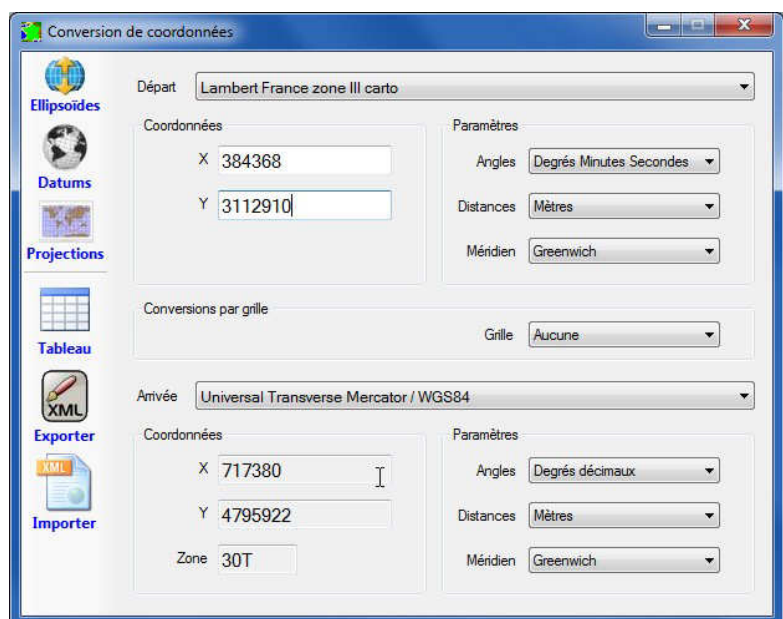 Conversion de coordonnées
Ellipsoïdes
Datums
Projections
Tableau
XML
Exporter
XML
Importer
Départ Lambert France zone III carto
Coordonnées
X 384368
Y 3112910
Paramètres
Angles Degrés Minutes Secondes
Distances Mètres
Méridien Greenwich
Conversions par grille
Grille Aucune
Arrivée Universal Transverse Mercator / WGS84
Coordonnées
X 717380
Y 4795922
Zone 30T
Paramètres
Angles Degrés décimaux
Distances Mètres
Méridien Greenwich